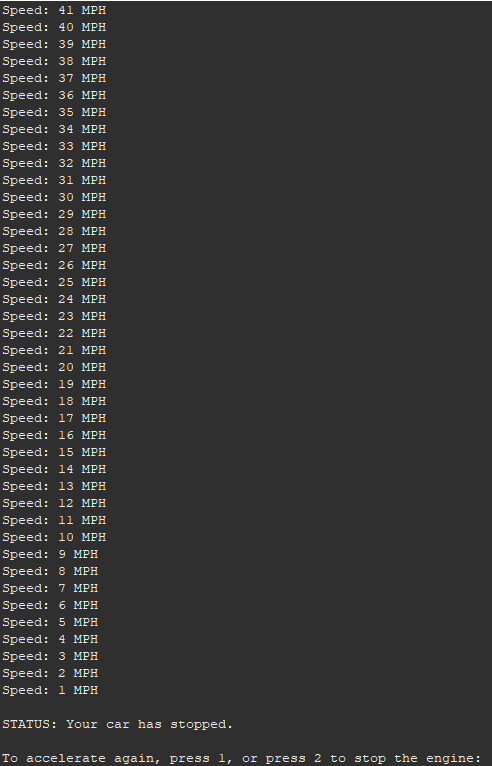 Speed: 41 MPH
Speed: 40 MPH
Speed: 39 MPH
Speed: 38 MPH
Speed: 37 MPH
Speed: 36 MPH
Speed: 35 MPH
Speed: 34 MPH
Speed: 33 MPH
Speed: 32 MPH
Speed: 31 MPH
Speed: 30 MPH
Speed: 29 MPH
Speed: 28 MPH
Speed: 27 MPH
Speed: 26 MPH
Speed: 25 MPH
Speed: 24 MPH
Speed: 23 MPH
Speed: 22 MPH
Speed: 21 MPH
Speed: 20 MPH
Speed: 19 MPH
Speed: 18 MPH
Speed: 17 MPH
Speed: 16 MPH
Speed: 15 MPH
Speed: 14 MPH
Speed: 13 MPH
Speed: 12 MPH
Speed: 11 MPH
Speed: 10 MPH
Speed: 9 MPH
Speed: 8 MPH
Speed: 7 MPH
Speed: 6 MPH
Speed: 5 MPH
Speed: 4 MPH
Speed: 3 MPH
Speed: 2 MPH
Speed: 1 MPH
STATUS: Your car has stopped.
To accelerate again, press 1, or press 2 to stop the engine: